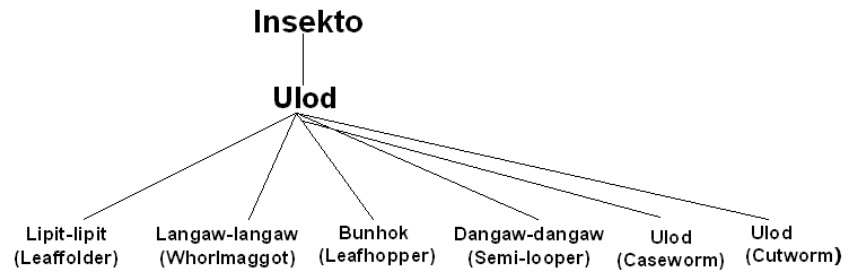 Insekto
Ulod
Lipit-lipit
(Leaffolder)
Langaw-langaw
(Whorlmaggot)
Bunhok
(Leafhopper)
Dangaw-dangaw
(Semi-looper)
Ulod
(Caseworm)
Ulod
(Cutworm)